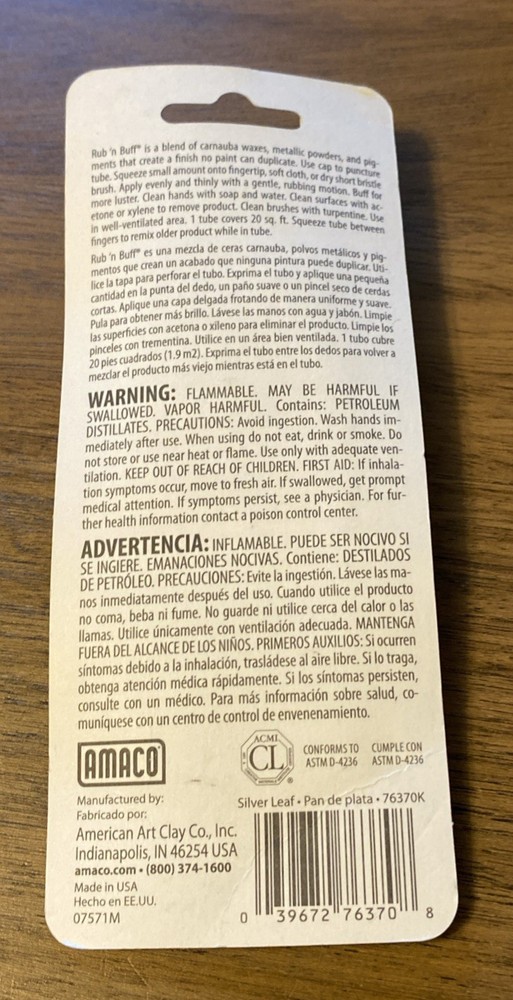 Rub 'n Buff™ is a blend of carnauba waxes, metallic powders, and pig-
ments that create a finish no paint can duplicate. Use cap to puncture
tube. Squeeze small amount onto fingertip, soft cloth, or dry short bristle
brush. Apply evenly and thinly with a gentle, rubbing motion. Buff for
more luster. Clean hands with soap and water. Clean surfaces with ac-
etone or xylene to remove product. Clean brushes with turpentine. Use
in well-ventilated area. 1 tube covers 20 sq. ft. Squeeze tube between
fingers to remix older product while in tube.
Rub 'n Buff™ es una mezcla de ceras carnauba, polvos metálicos y pig-
mentos que crean un acabado que ninguna pintura puede duplicar. Uti-
lice la tapa para perforar el tubo. Exprima el tubo y aplique una pequeña
cantidad en la punta del dedo, un paño suave o un pincel seco de cerdas
cortas. Aplique una capa delgada frotando de manera uniforme y suave.
Pula para obtener más brillo. Lávese las manos con agua y jabón. Limpie
las superficies con acetona o xileno para eliminar el producto. Limpie los
pinceles con trementina. Utilice en un área bien ventilada. 1 tubo cubre
20 pies cuadrados (1.9 m2). Exprima el tubo entre los dedos para volver a
mezclar el producto más viejo mientras está en el tubo.
WARNING: FLAMMABLE. MAY BE HARMFUL IF
SWALLOWED. VAPOR HARMFUL. Contains: PETROLEUM
DISTILLATES. PRECAUTIONS: Avoid ingestion. Wash hands im-
mediately after use. When using do not eat, drink or smoke. Do
not store or use near heat or flame. Use only with adequate ven-
tilation. KEEP OUT OF REACH OF CHILDREN. FIRST AID: If inhala-
tion symptoms occur, move to fresh air. If swallowed, get prompt
medical attention. If symptoms persist, see a physician. For fur-
ther health information contact a poison control center.
ADVERTENCIA: INFLAMABLE. PUEDE SER NOCIVO SI
SE INGIERE. EMANACIONES NOCIVAS. Contiene: DESTILADOS
DE PETRÓLEO. PRECAUCIONES: Evite la ingestión. Lávese las ma-
nos inmediatamente después del uso. Cuando utilice el producto
no coma, beba ni fume. No guarde ni utilice cerca del calor o las
llamas. Utilice únicamente con ventilación adecuada. MANTENGA
FUERA DEL ALCANCE DE LOS NIÑOS. PRIMEROS AUXILIOS: Si ocurren
síntomas debido a la inhalación, trasládese al aire libre. Si lo traga,
obtenga atención médica rápidamente. Si los síntomas persisten,
consulte con un médico. Para más información sobre salud, co-
muníquese con un centro de control de envenenamiento.
AMACO
ACMI
CL
CONFORMS TO
ASTM D-4236
CUMPLE CON
ASTM D-4236
Manufactured by:
Fabricado por:
American Art Clay Co., Inc.
Indianapolis, IN 46254 USA
amaco.com • (800) 374-1600
Made in USA
Hecho en EE.UU.
07571M
Silver Leaf • Pan de plata • 76370K
0 39672 76370 8